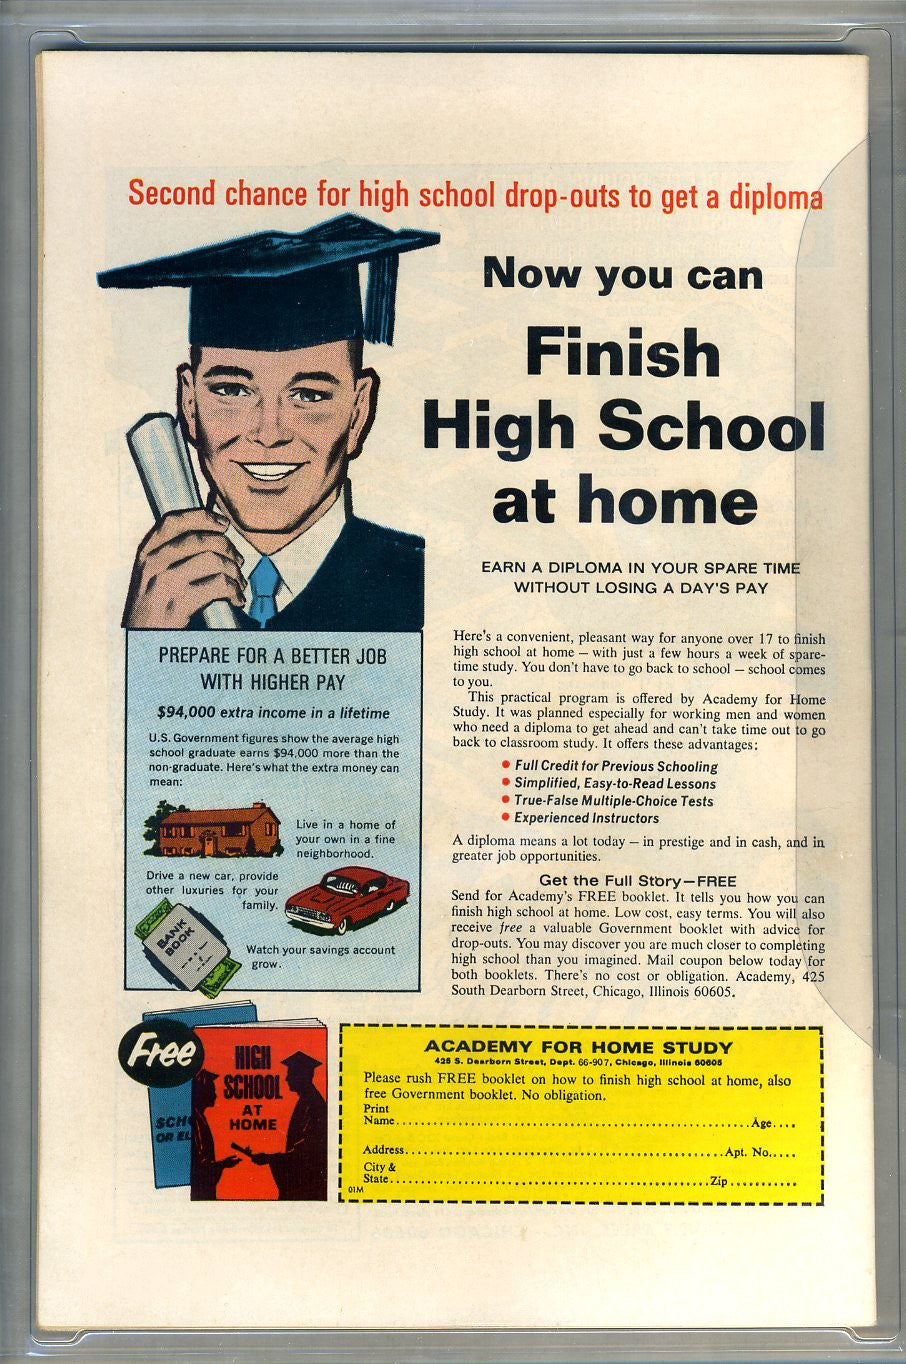 Second chance for high school drop-outs to get a diploma
Now you can
Finish
High School
at home
EARN A DIPLOMA IN YOUR SPARE TIME
WITHOUT LOSING A DAY'S PAY
PREPARE FOR A BETTER JOB
WITH HIGHER PAY
$94,000 extra income in a lifetime
U.S. Government figures show the average high
school graduate earns $94,000 more than the
non-graduate. Here's what the extra money can
mean:
Live in a home of
your own in a fine
neighborhood.
Drive a new car, provide
other luxuries for your
family.
BANK
BOOK
Watch your savings account
grow.
Here's a convenient, pleasant way for anyone over 17 to finish
high school at home — with just a few hours a week of spare-
time study. You don't have to go back to school — school comes
to you.
This practical program is offered by Academy for Home
Study. It was planned especially for working men and women
who need a diploma to get ahead and can't take time out to go
back to classroom study. It offers these advantages:
• Full Credit for Previous Schooling
• Simplified, Easy-to-Read Lessons
• True-False Multiple-Choice Tests
• Experienced Instructors
A diploma means a lot today — in prestige and in cash, and in
greater job opportunities.
Get the Full Story—FREE
Send for Academy's FREE booklet. It tells you how you can
finish high school at home. Low cost, easy terms. You will also
receive free a valuable Government booklet with advice for
drop-outs. You may discover you are much closer to completing
high school than you imagined. Mail coupon below today for
both booklets. There's no cost or obligation. Academy, 425
South Dearborn Street, Chicago, Illinois 60605.
Free
SCH
OR EL
HIGH
SCHOOL
AT
HOME
ACADEMY FOR HOME STUDY
425 S. Dearborn Street, Dept. 66-907, Chicago, Illinois 60605
Please rush FREE booklet on how to finish high school at home, also
free Government booklet. No obligation.
Print
Name..........Age....
Address..........Apt. No.....
City &
State..........Zip..........
01M